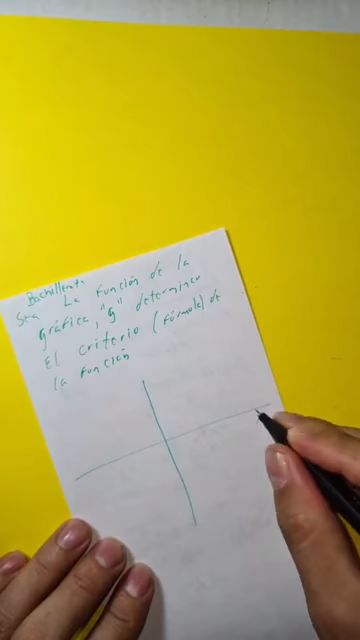 Bachillerato
Sea La función de la
gráfica, "g" determine
El criterio (fórmula) de
la función